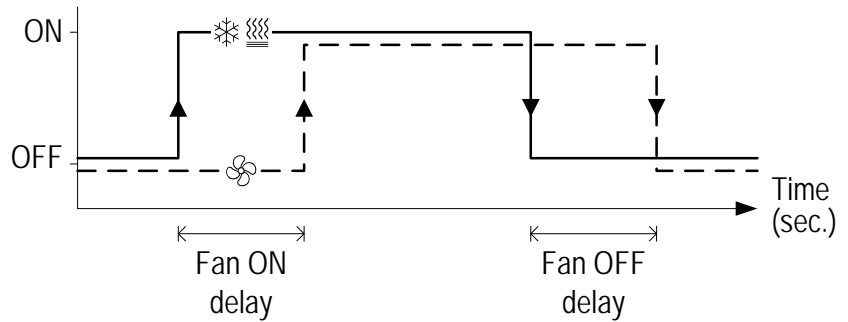 ON
OFF
Time
(sec.)
Fan ON
delay
Fan OFF
delay